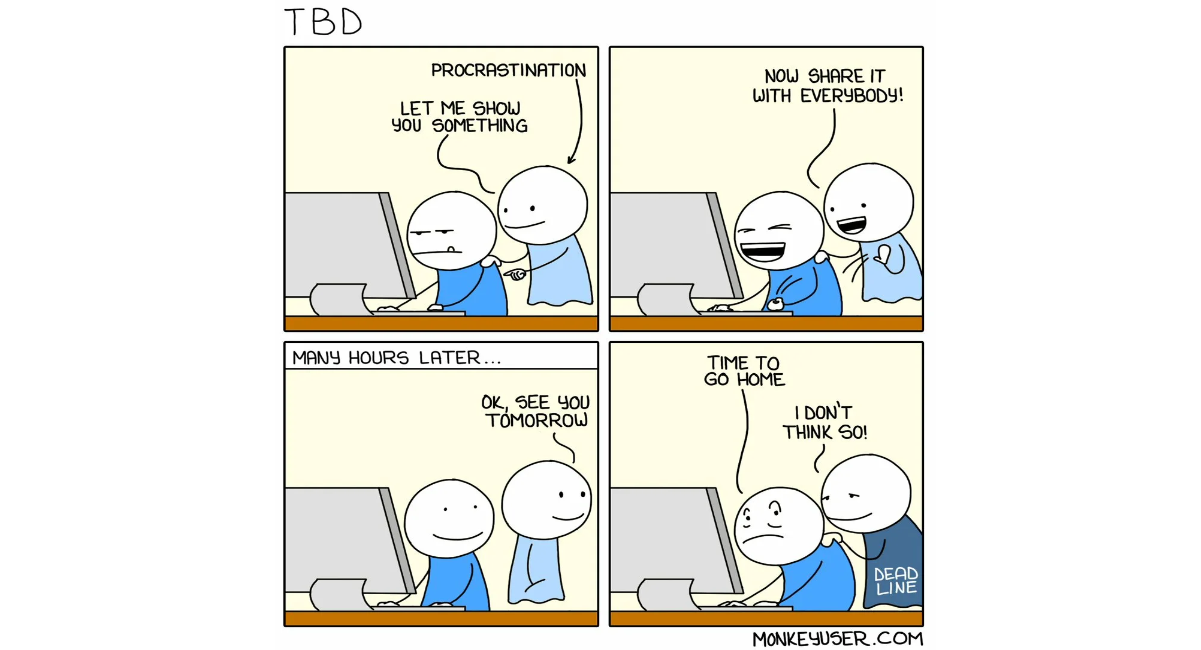 TBD
PROCRASTINATION
LET ME SHOW
YOU SOMETHING
NOW SHARE IT
WITH EVERYBODY!
MANY HOURS LATER...
OK, SEE YOU
TOMORROW
TIME TO
GO HOME
I DON'T
THINK SO!
DEAD
LINE
MONKEYUSER.COM